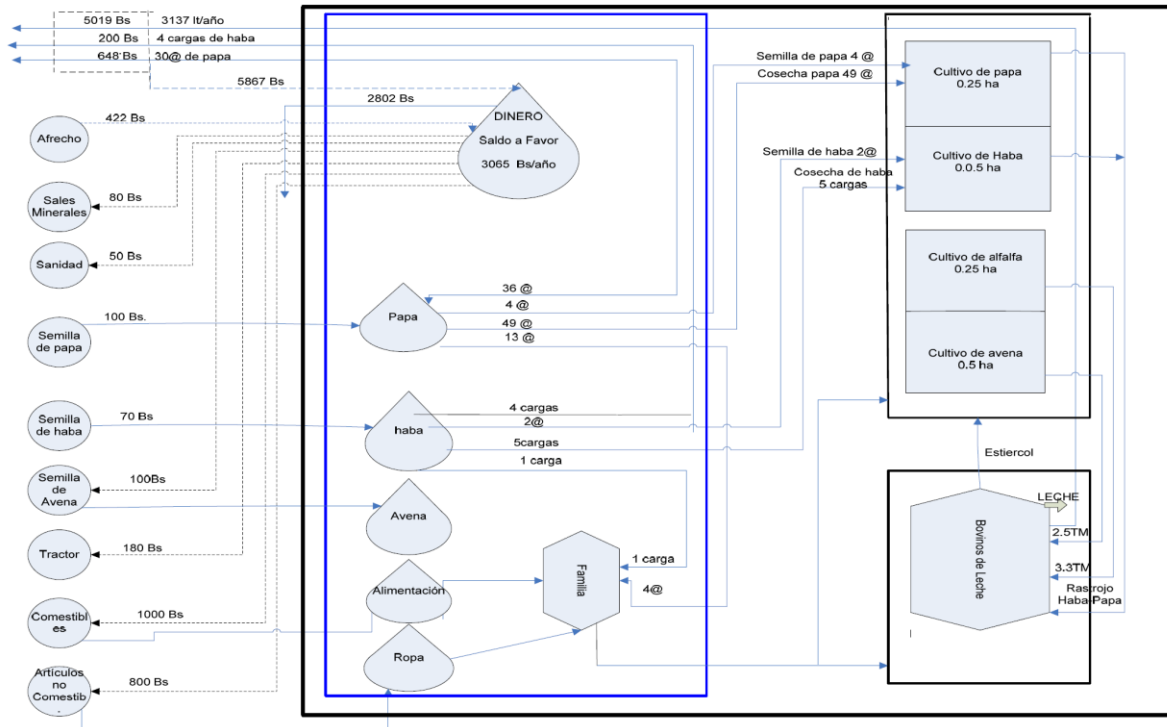 5019 Bs
3137 lt/año
200 Bs
4 cargas de haba
648 Bs
30@ de papa
5867 Bs
2802 Bs
422 Bs
DINERO
Saldo a Favor
3065 Bs/año
Afrecho
Sales
Minerales
80 Bs
Sanidad
50 Bs
Semilla
de papa
100 Bs.
Semilla
de haba
70 Bs
Semilla
de
Avena
100Bs
Tractor
180 Bs
Comestibl
es
1000 Bs
Artículos
no
Comestib
.
800 Bs
Papa
36 @
4 @
49 @
13 @
haba
4 cargas
2@
5cargas
1 carga
Avena
Alimentación
Ropa
Familia
1 carga
4@
Semilla de papa 4 @
Cosecha papa 49 @
Semilla de haba 2@
Cosecha de haba
5 cargas
Cultivo de papa
0.25 ha
Cultivo de Haba
0.0.5 ha
Cultivo de alfalfa
0.25 ha
Cultivo de avena
0.5 ha
Estiercol
LECHE
Bovinos de Leche
2.5TM
3.3TM
Rastrojo
Haba-Papa